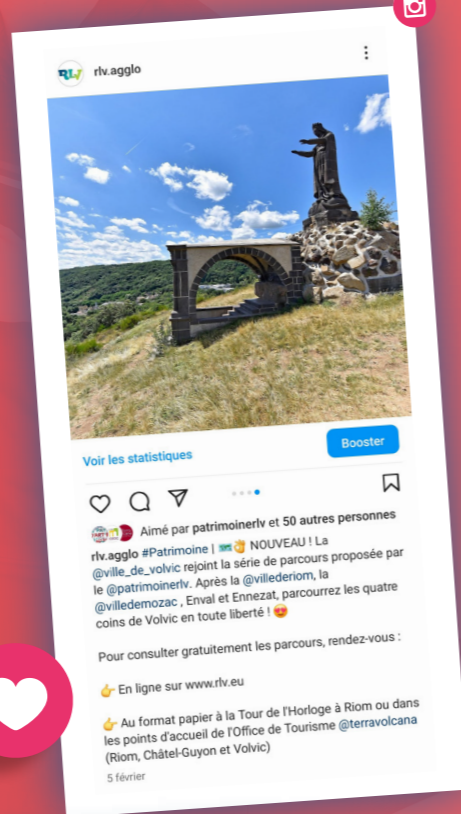 RLV rlv.agglo
Voir les statistiques
Booster
Aimé par patrimoinerlv et 50 autres personnes
rlv.agglo #Patrimoine | 🗺️👏 NOUVEAU ! La
@ville_de_volvic rejoint la série de parcours proposée par
le @patrimoinerlv. Après la @villederiom, la
@villedemozac , Enval et Ennezat, parcourrez les quatre
coins de Volvic en toute liberté ! 😍
Pour consulter gratuitement les parcours, rendez-vous :
👉 En ligne sur www.rlv.eu
👉 Au format papier à la Tour de l'Horloge à Riom ou dans
les points d'accueil de l'Office de Tourisme @terravolcana
(Riom, Châtel-Guyon et Volvic)
5 février